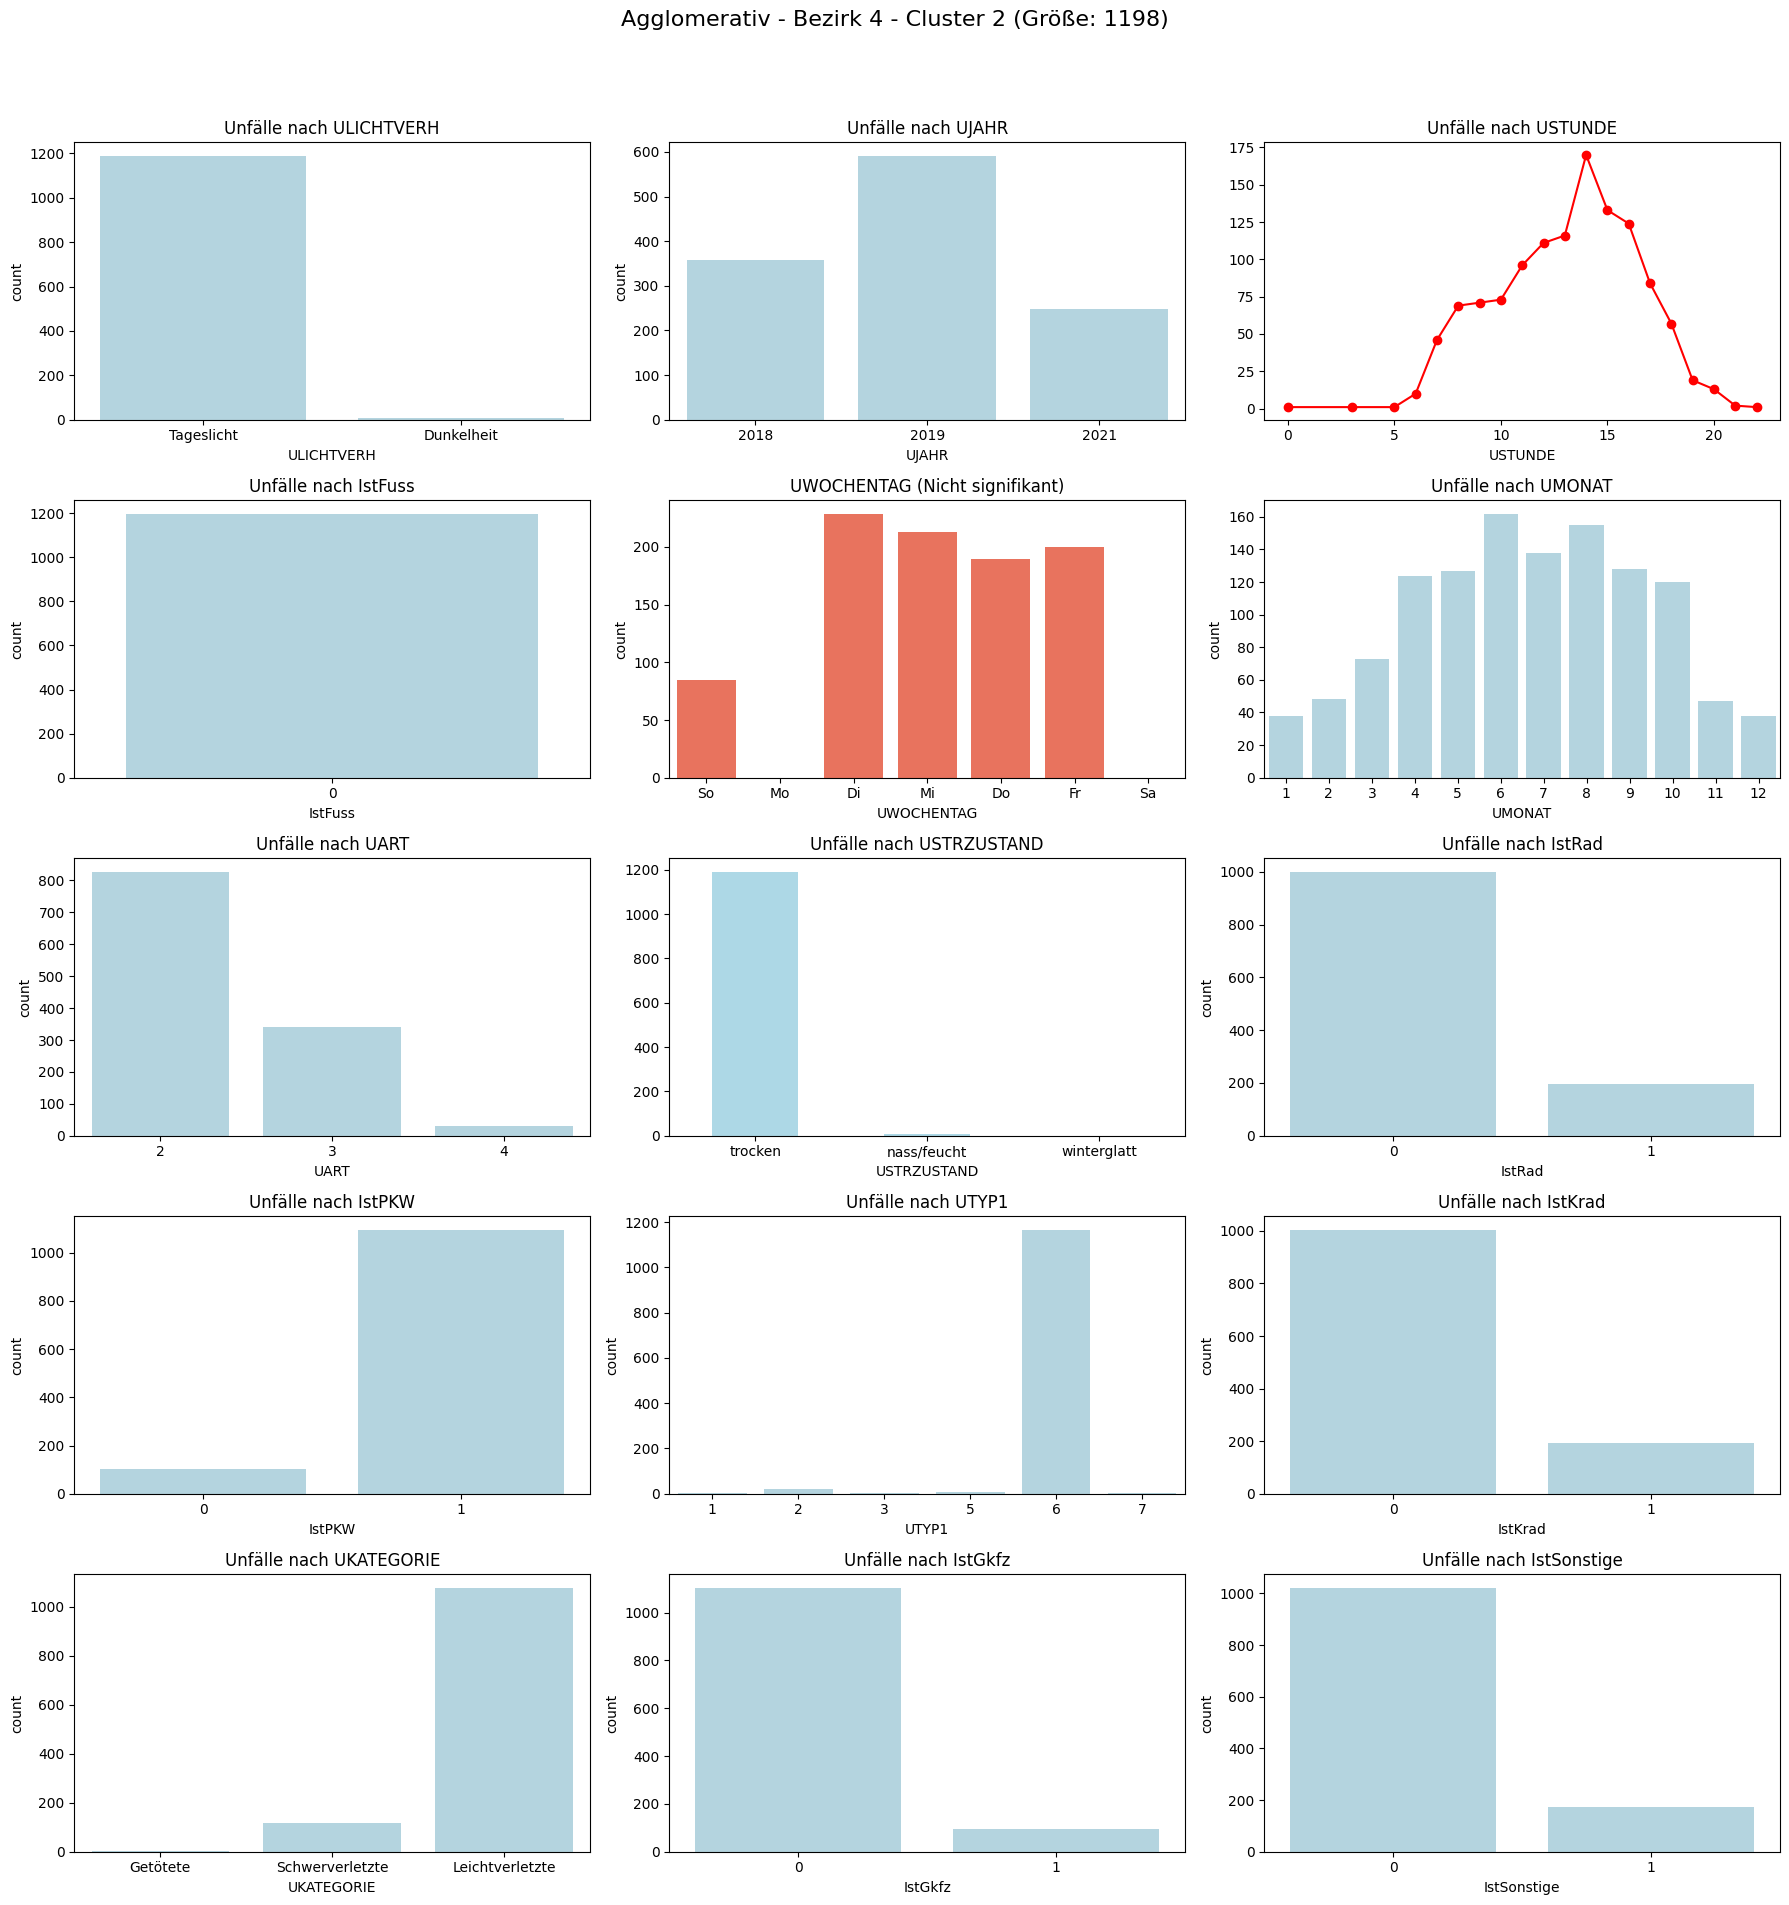 Agglomerativ - Bezirk 4 - Cluster 2 (Größe: 1198)
Unfälle nach ULICHTVERH
1200
1000
800
600
400
200
0
count
Tageslicht Dunkelheit
ULICHTVERH
Unfälle nach UJAHR
600
500
400
300
200
100
0
count
2018 2019 2021
UJAHR
Unfälle nach USTUNDE
175
150
125
100
75
50
25
0
0 5 10 15 20
USTUNDE
Unfälle nach IstFuss
1200
1000
800
600
400
200
0
count
0
IstFuss
UWOCHENTAG (Nicht signifikant)
200
150
100
50
0
count
So Mo Di Mi Do Fr Sa
UWOCHENTAG
Unfälle nach UMONAT
160
140
120
100
80
60
40
20
0
count
1 2 3 4 5 6 7 8 9 10 11 12
UMONAT
Unfälle nach UART
800
700
600
500
400
300
200
100
0
count
2 3 4
UART
Unfälle nach USTRZUSTAND
1200
1000
800
600
400
200
0
trocken nass/feucht winterglatt
USTRZUSTAND
Unfälle nach IstRad
1000
800
600
400
200
0
count
0 1
IstRad
Unfälle nach IstPKW
1000
800
600
400
200
0
count
0 1
IstPKW
Unfälle nach UTYP1
1200
1000
800
600
400
200
0
count
1 2 3 5 6 7
UTYP1
Unfälle nach IstKrad
1000
800
600
400
200
0
count
0 1
IstKrad
Unfälle nach UKATEGORIE
1000
800
600
400
200
0
count
Getötete Schwerverletzte Leichtverletzte
UKATEGORIE
Unfälle nach IstGkfz
1000
800
600
400
200
0
count
0 1
IstGkfz
Unfälle nach IstSonstige
1000
800
600
400
200
0
count
0 1
IstSonstige